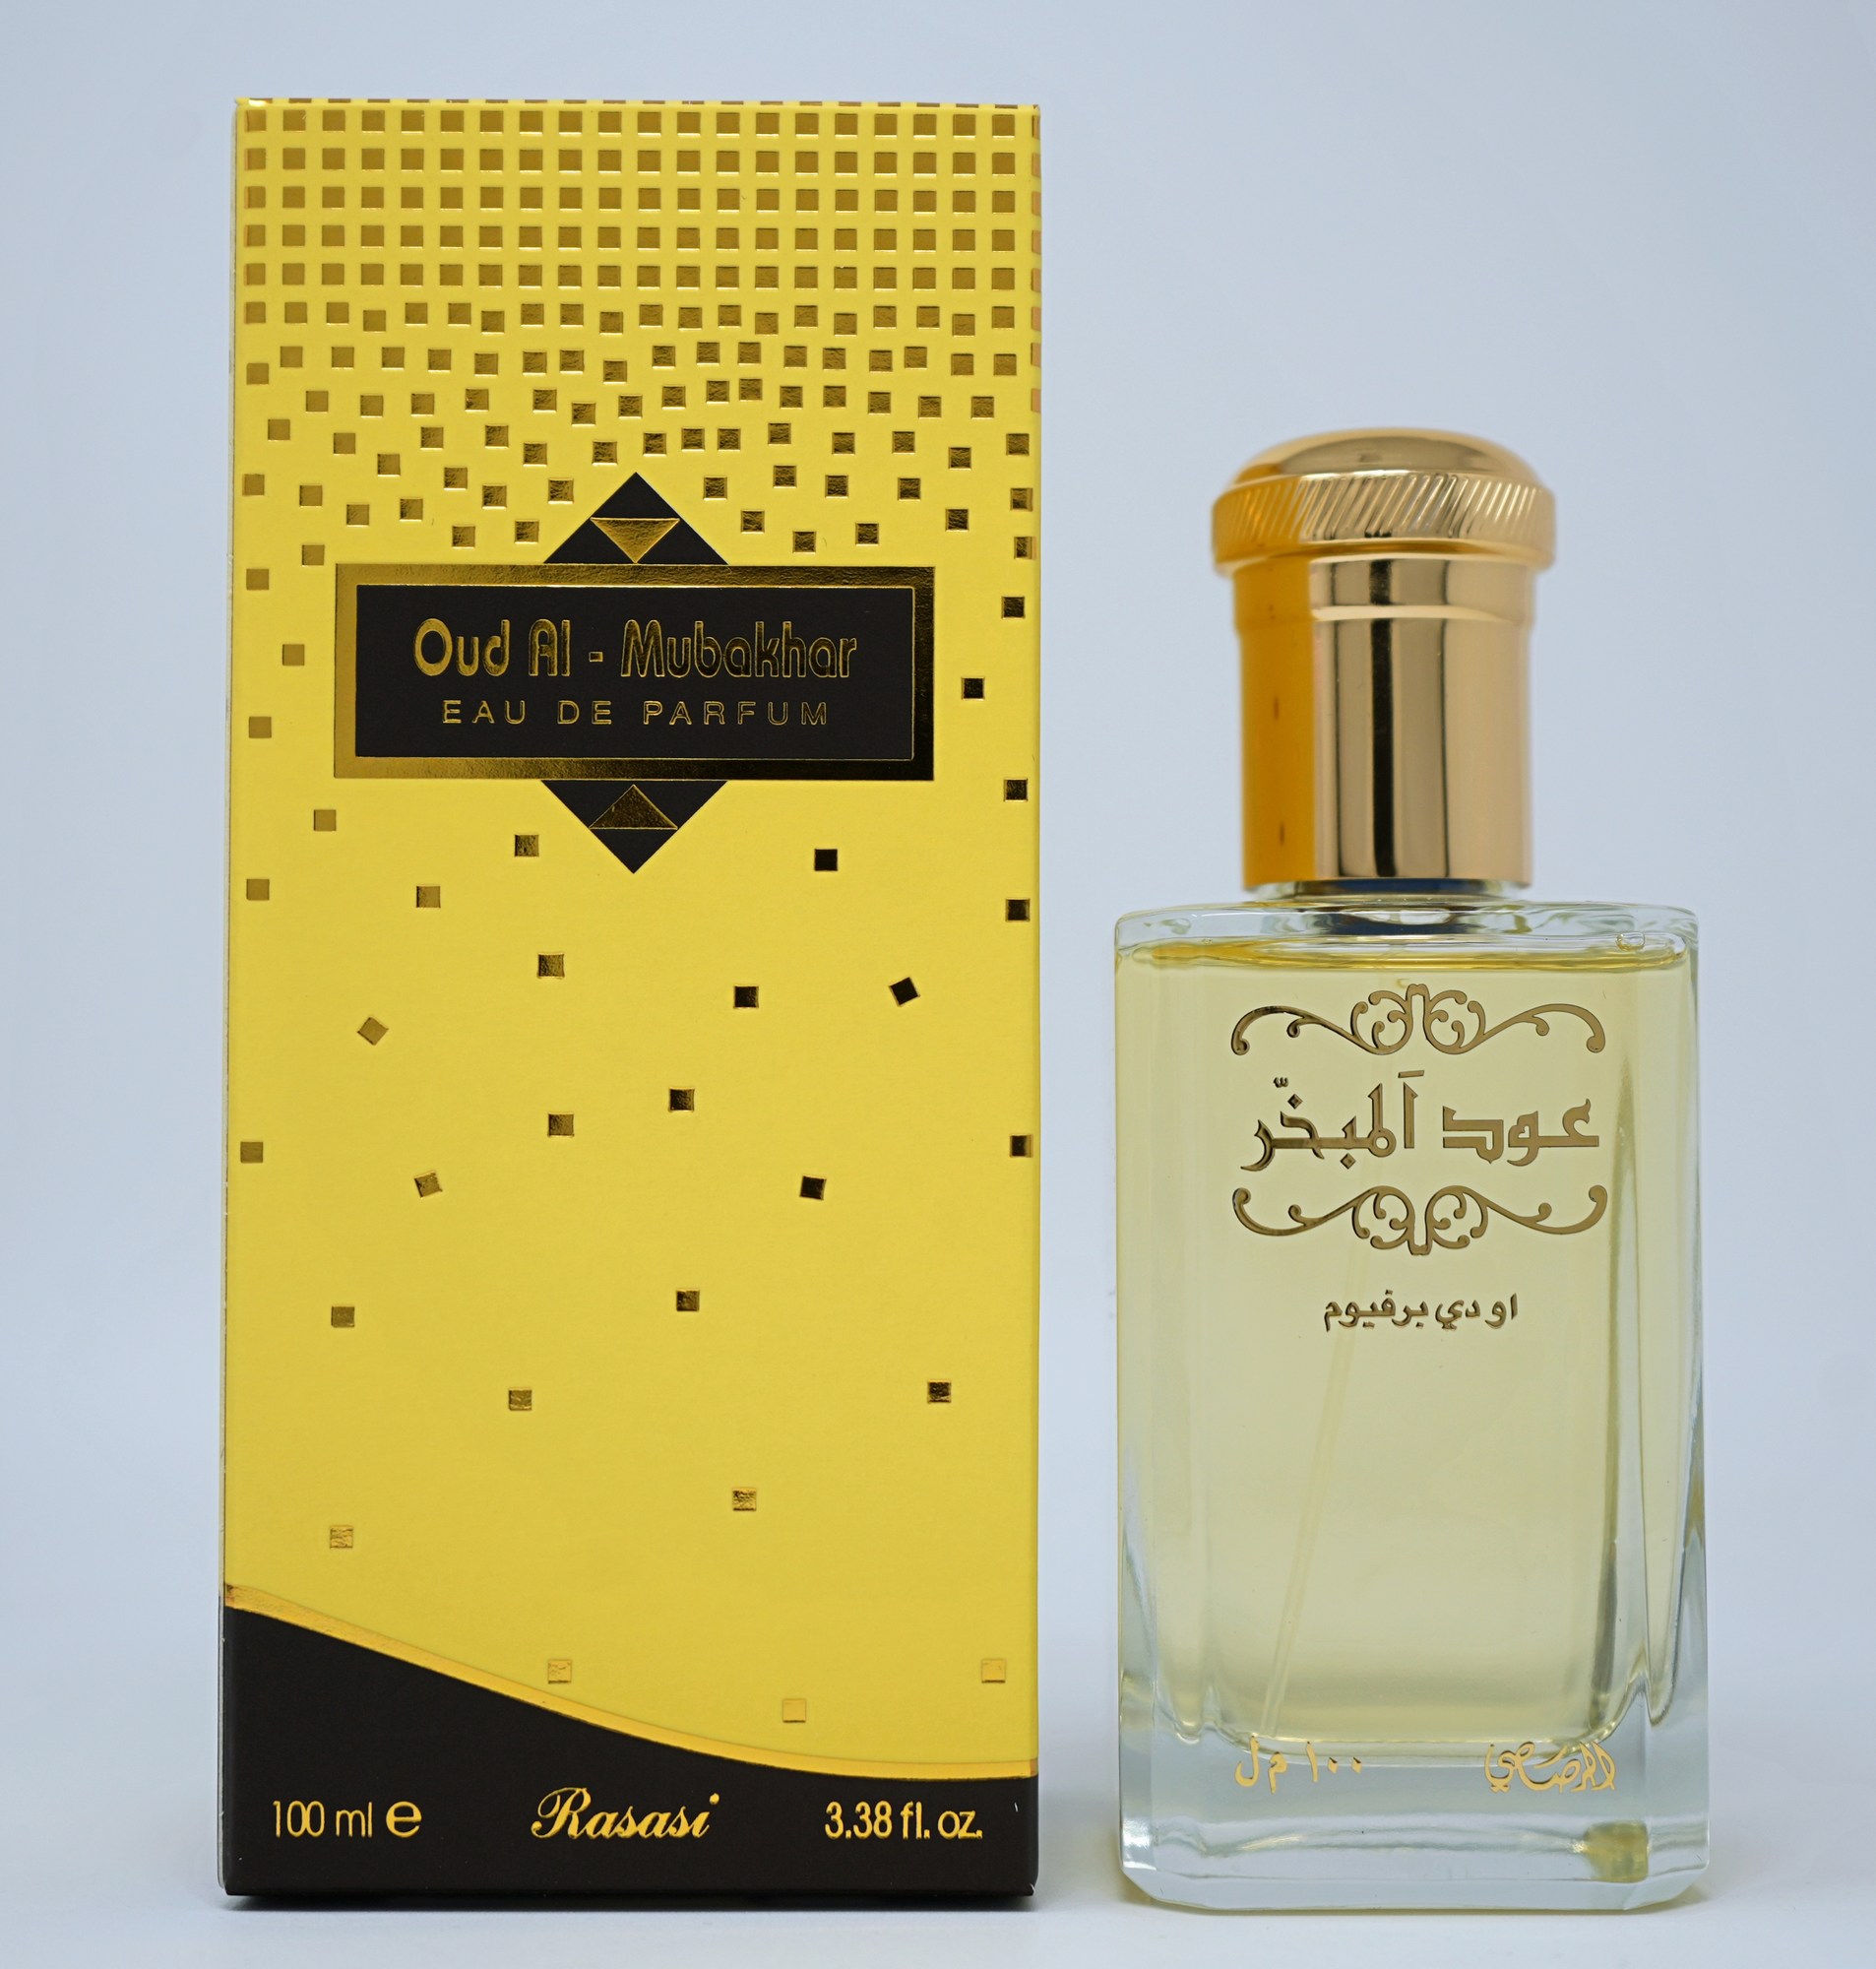 Oud Al - Mubakhar
EAU DE PARFUM
100 ml ℮
Rasasi
3.38 fl. oz.
عود المبخّر
او دي برفيوم
١٠٠ م ل
الرصاصي